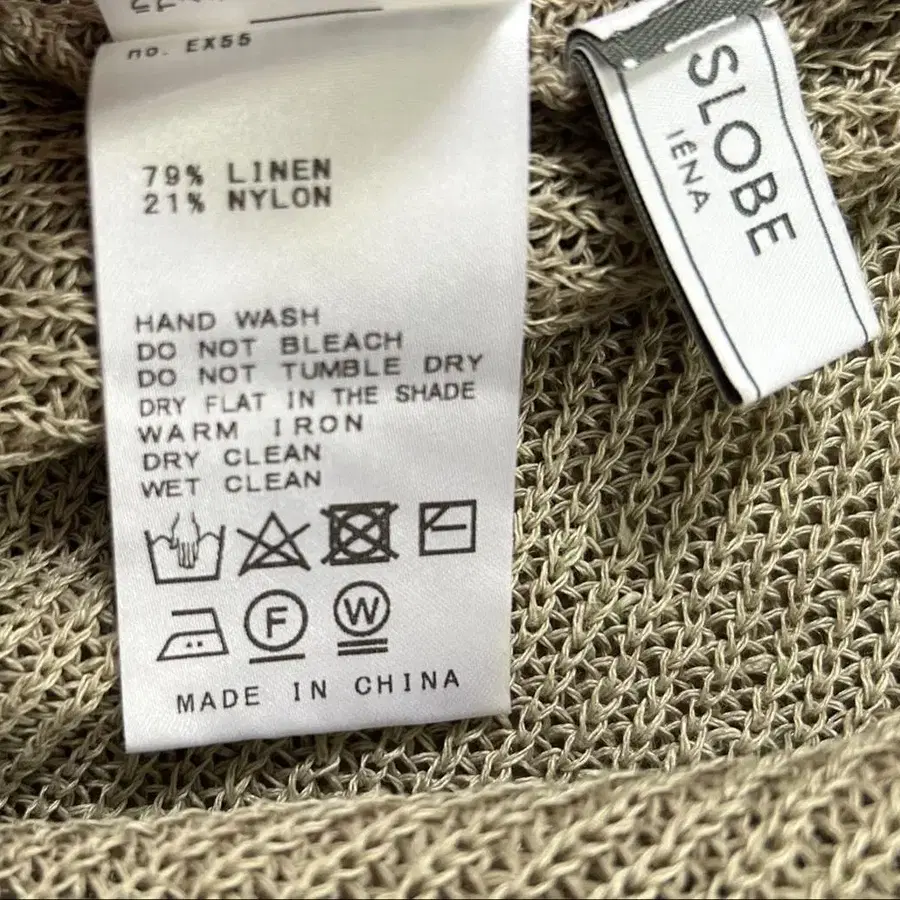 no. EX55
79% LINEN
21% NYLON
HAND WASH
DO NOT BLEACH
DO NOT TUMBLE DRY
DRY FLAT IN THE SHADE
WARM IRON
DRY CLEAN
WET CLEAN
F
W
MADE IN CHINA
SLOBE
IÉNA